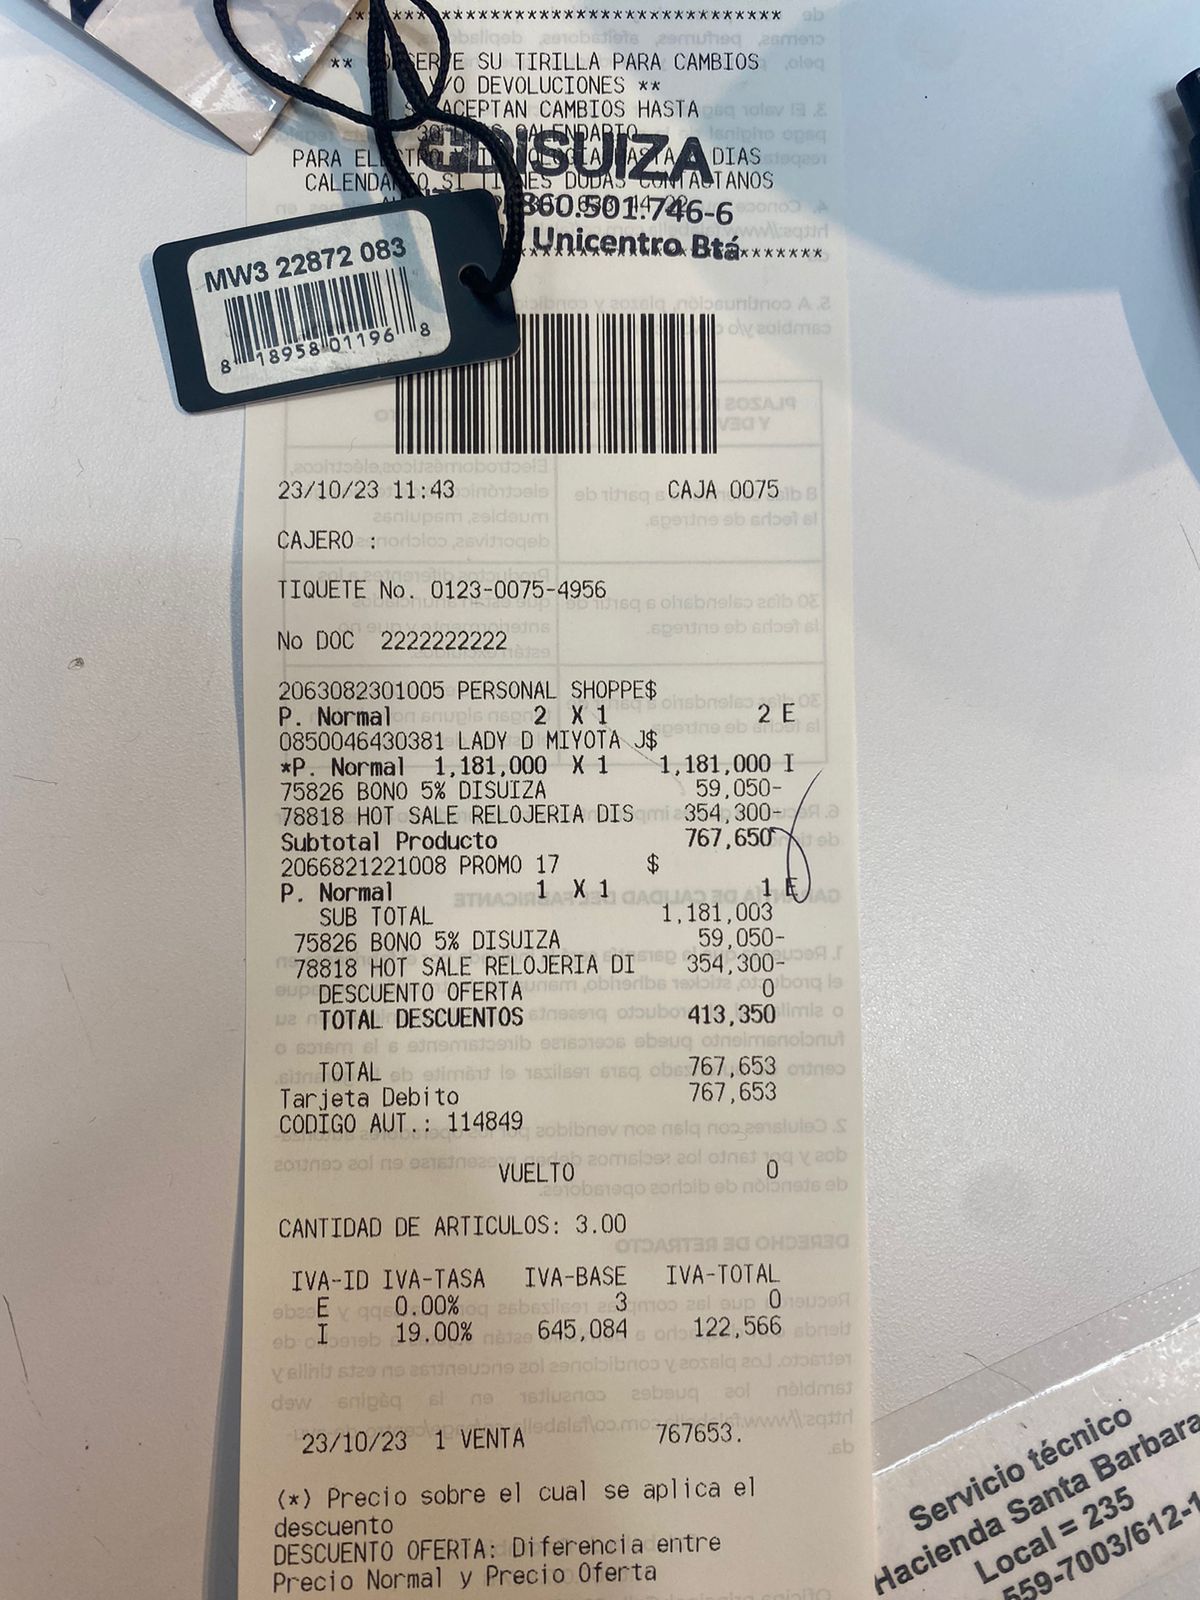 ** CONSERVE SU TIRILLA PARA CAMBIOS
Y/O DEVOLUCIONES **
SE ACEPTAN CAMBIOS HASTA
30 DIAS CALENDARIO
PARA ELECTRO Y TECNOLOGIA HASTA DIAS
CALENDARIO SI TIENES DUDAS CONTACTANOS
DISUIZA
860.501.746-6
Unicentro Btá
MW3 22872 083
8 18958 01196 8
23/10/23 11:43 CAJA 0075
CAJERO :
TIQUETE No. 0123-0075-4956
No DOC 2222222222
2063082301005 PERSONAL SHOPPE$
P. Normal 2 X 1 2 E
0850046430381 LADY D MIYOTA J$
*P. Normal 1,181,000 X 1 1,181,000 I
75826 BONO 5% DISUIZA 59,050-
78818 HOT SALE RELOJERIA DIS 354,300-
Subtotal Producto 767,650
2066821221008 PROMO 17 $
P. Normal 1 X 1 1 E
SUB TOTAL 1,181,003
75826 BONO 5% DISUIZA 59,050-
78818 HOT SALE RELOJERIA DI 354,300-
DESCUENTO OFERTA 0
TOTAL DESCUENTOS 413,350
TOTAL 767,653
Tarjeta Debito 767,653
CODIGO AUT.: 114849
VUELTO 0
CANTIDAD DE ARTICULOS: 3.00
IVA-ID IVA-TASA IVA-BASE IVA-TOTAL
E 0.00% 3 0
I 19.00% 645,084 122,566
23/10/23 1 VENTA 767653.
(*) Precio sobre el cual se aplica el
descuento
DESCUENTO OFERTA: Diferencia entre
Precio Normal y Precio Oferta
Servicio técnico
Hacienda Santa Barbara
Local = 235
559-7003/612-1